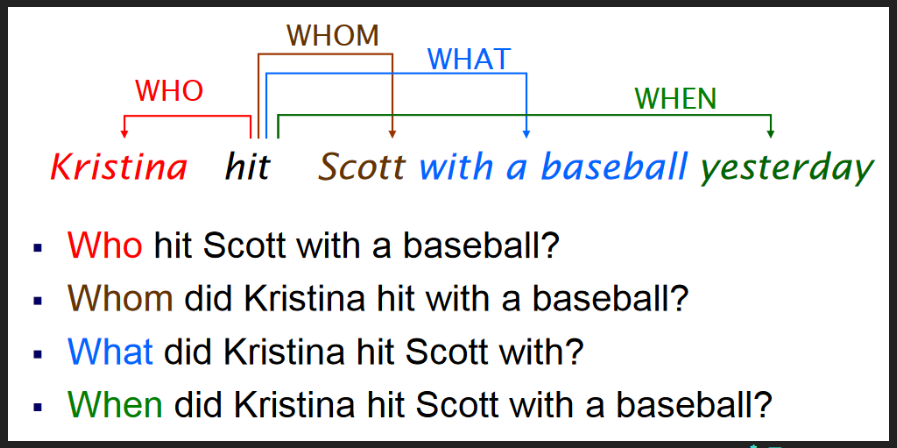 WHOM
WHAT
WHO
WHEN
Kristina hit Scott with a baseball yesterday
▪ Who hit Scott with a baseball?
▪ Whom did Kristina hit with a baseball?
▪ What did Kristina hit Scott with?
▪ When did Kristina hit Scott with a baseball?